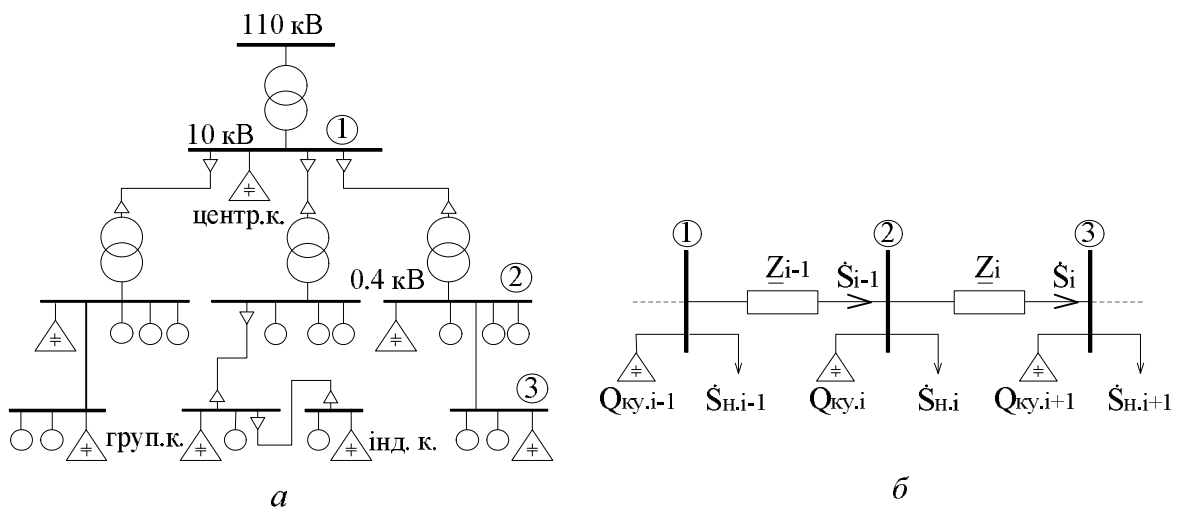 110 кВ
10 кВ
1
центр.к.
0.4 кВ
2
3
груп.к.
інд. к.
а
1
2
3
Zi-1
Ṡi-1
Zi
Ṡi
Qку.i-1
Ṡн.i-1
Qку.i
Ṡн.i
Qку.i+1
Ṡн.i+1
б